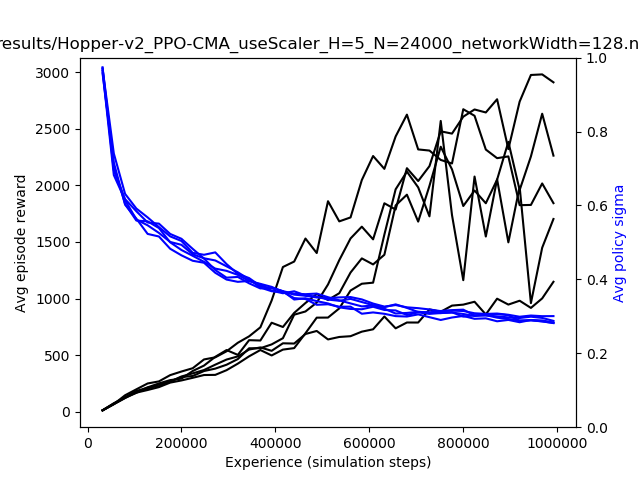 results/Hopper-v2_PPO-CMA_useScaler_H=5_N=24000_networkWidth=128.n
3000
2500
2000
1500
1000
500
0
Avg episode reward
1.0
0.8
0.6
0.4
0.2
0.0
Avg policy sigma
0 200000 400000 600000 800000 1000000
Experience (simulation steps)